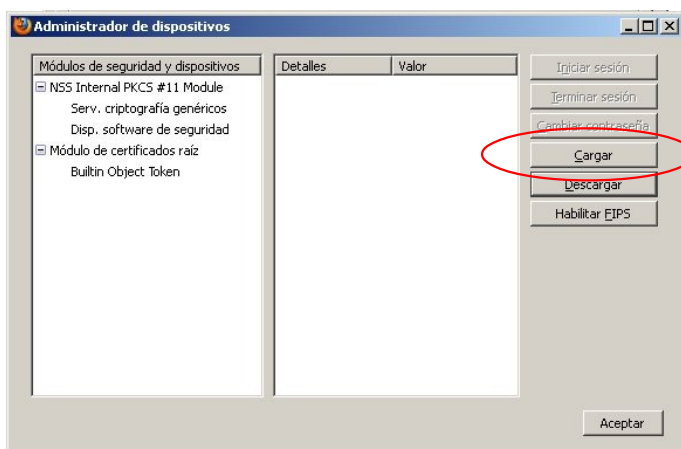 Administrador de dispositivos
Módulos de seguridad y dispositivos
NSS Internal PKCS #11 Module
Serv. criptografía genéricos
Disp. software de seguridad
Módulo de certificados raíz
Builtin Object Token
Detalles
Valor
Iniciar sesión
Terminar sesión
Cambiar contraseña
Cargar
Descargar
Habilitar FIPS
Aceptar